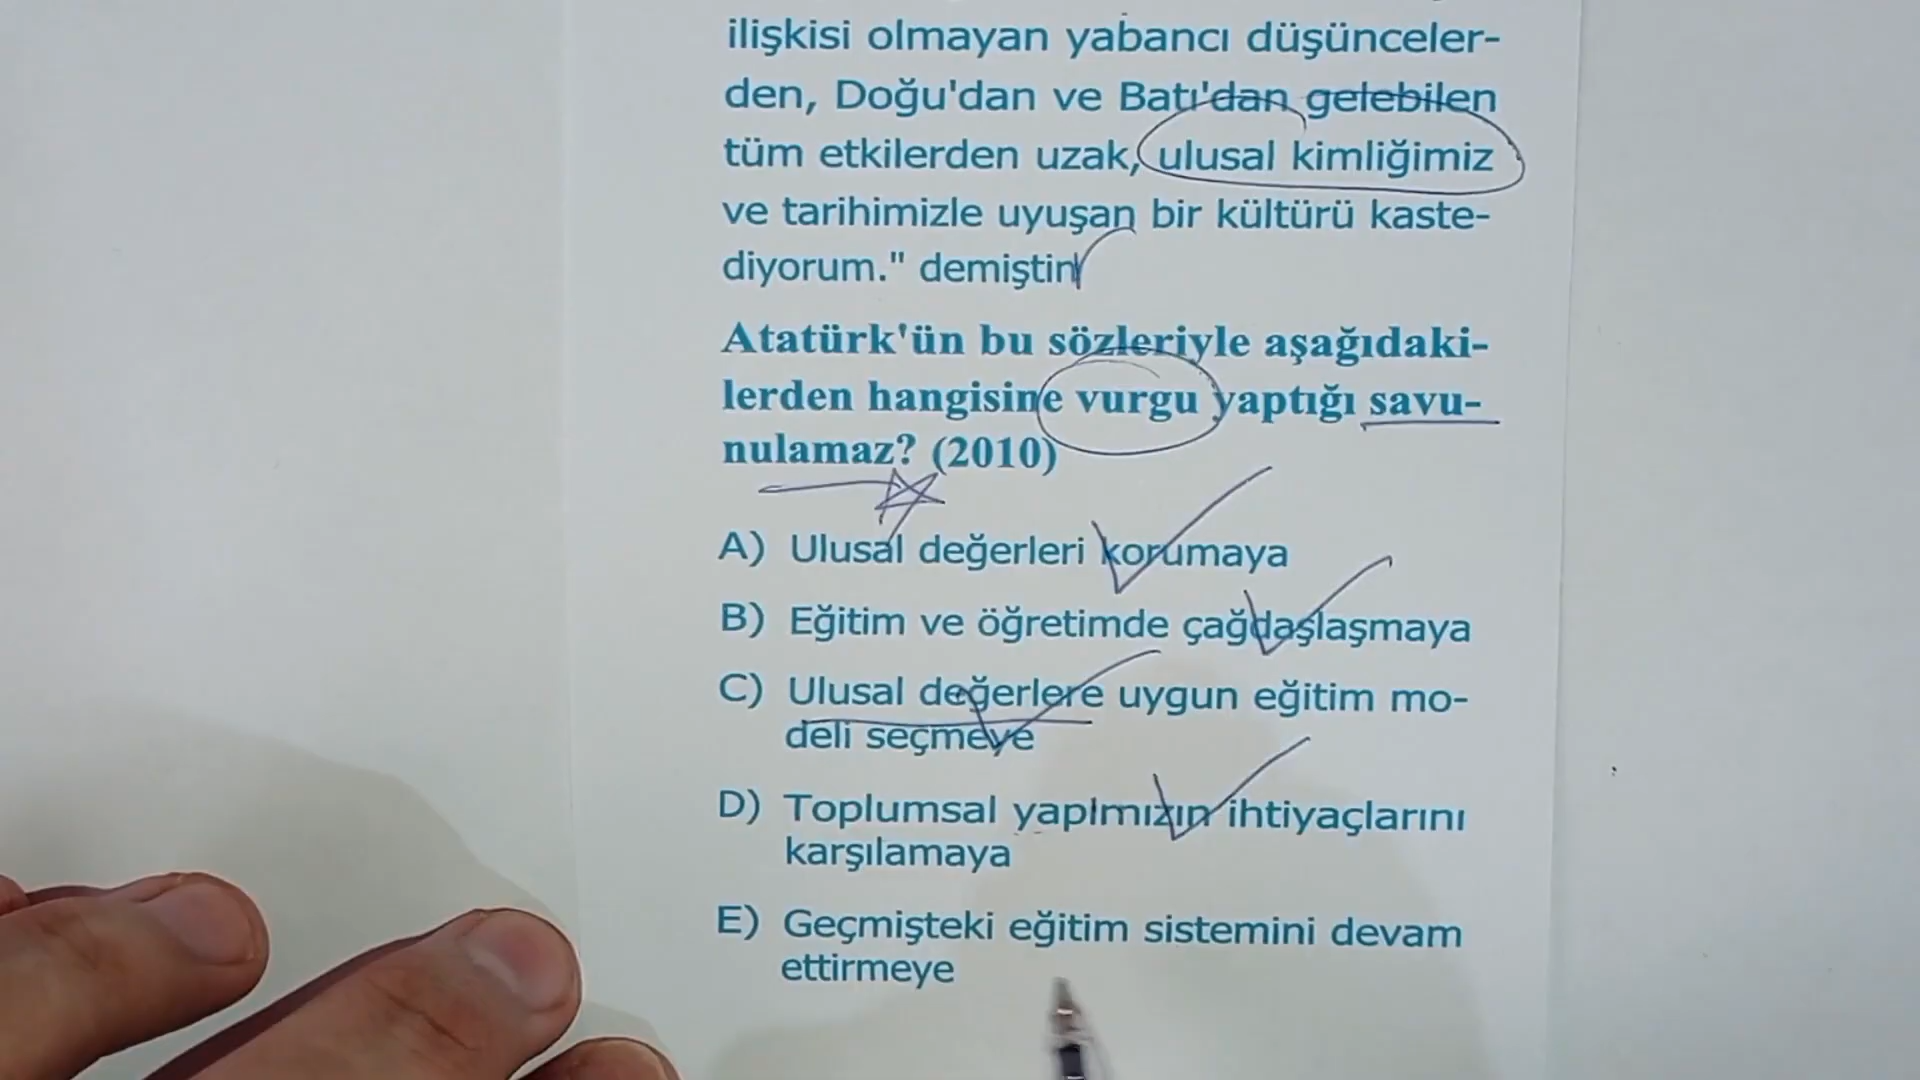 ilişkisi olmayan yabancı düşünceler-
den, Doğu'dan ve Batı'dan gelebilen
tüm etkilerden uzak, ulusal kimliğimiz
ve tarihimizle uyuşan bir kültürü kaste-
diyorum." demiştir
Atatürk'ün bu sözleriyle aşağıdaki-
lerden hangisine vurgu yaptığı savu-
nulamaz? (2010)
A) Ulusal değerleri korumaya
B) Eğitim ve öğretimde çağdaşlaşmaya
C) Ulusal değerlere uygun eğitim mo-
deli seçmeye
D) Toplumsal yapımızın ihtiyaçlarını
karşılamaya
E) Geçmişteki eğitim sistemini devam
ettirmeye